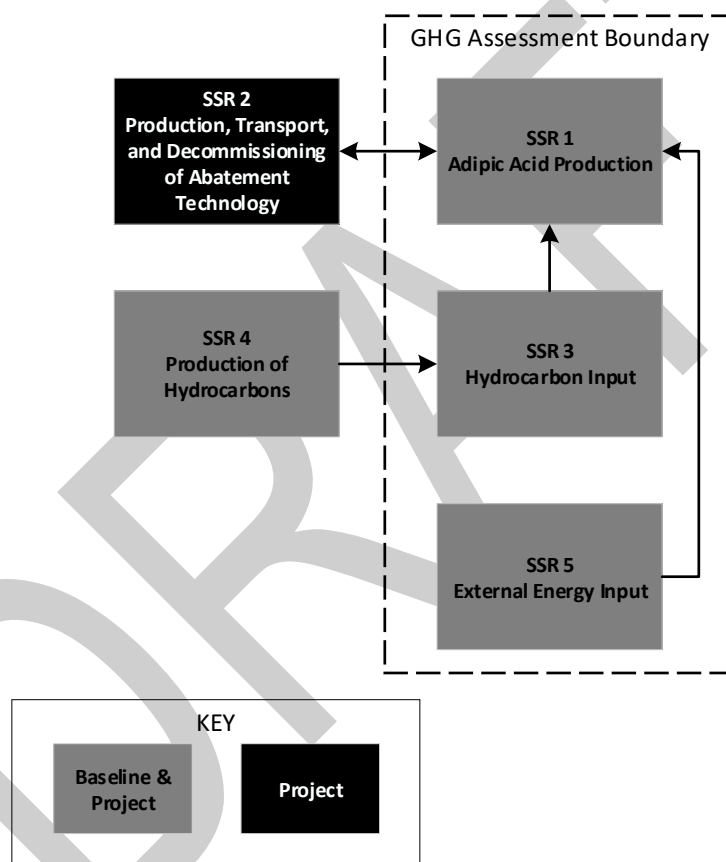 GHG Assessment Boundary
SSR 2
Production, Transport,
and Decommissioning
of Abatement
Technology
SSR 1
Adipic Acid Production
SSR 4
Production of
Hydrocarbons
SSR 3
Hydrocarbon Input
SSR 5
External Energy Input
KEY
Baseline &
Project
Project
DRAFT